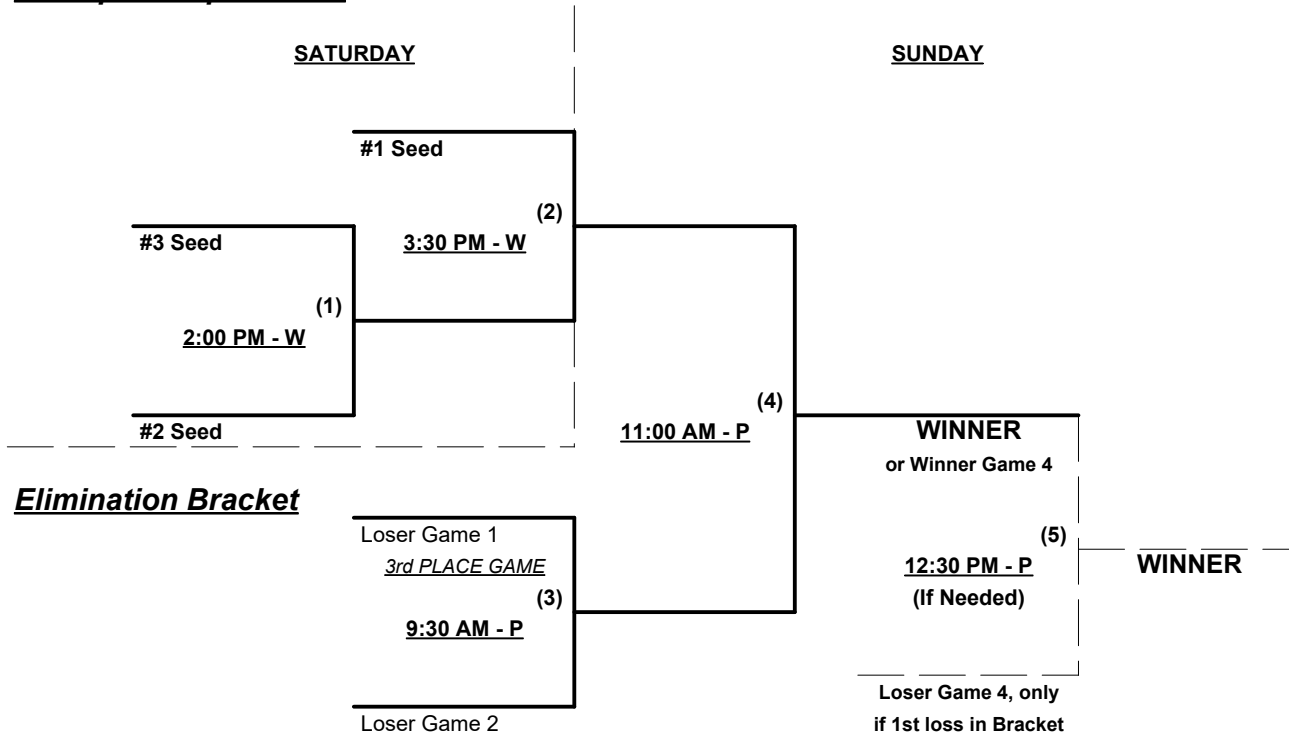 SATURDAY
SUNDAY
#1 Seed
(2)
3:30 PM - W
#3 Seed
(1)
2:00 PM - W
#2 Seed
(4)
11:00 AM - P
WINNER
or Winner Game 4
Elimination Bracket
Loser Game 1
3rd PLACE GAME
(3)
9:30 AM - P
Loser Game 2
(5)
12:30 PM - P
(If Needed)
WINNER
Loser Game 4, only
if 1st loss in Bracket